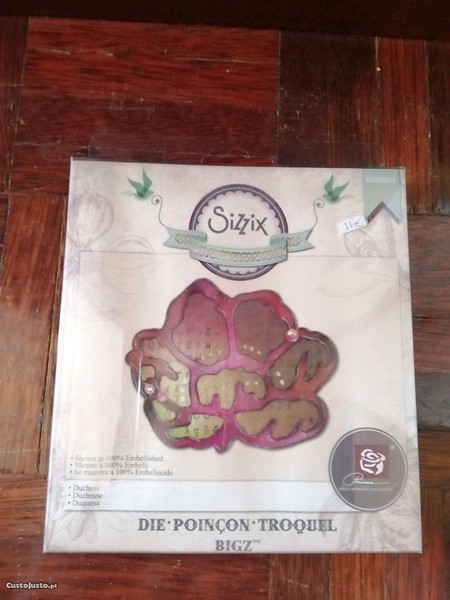 Sizzix
11€
• Shown at 100% Embellished
• Montré à 100% Embelli
• Se muestra a 100% Embellecido
• Duchess
• Duchesse
• Duquesa
Prima
DIE•POINÇON•TROQUEL
BIGZ™
CustoJusto.pt